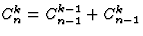 $C_n^k = C_{n-1}^{k-1} + C_{n-1}^k$